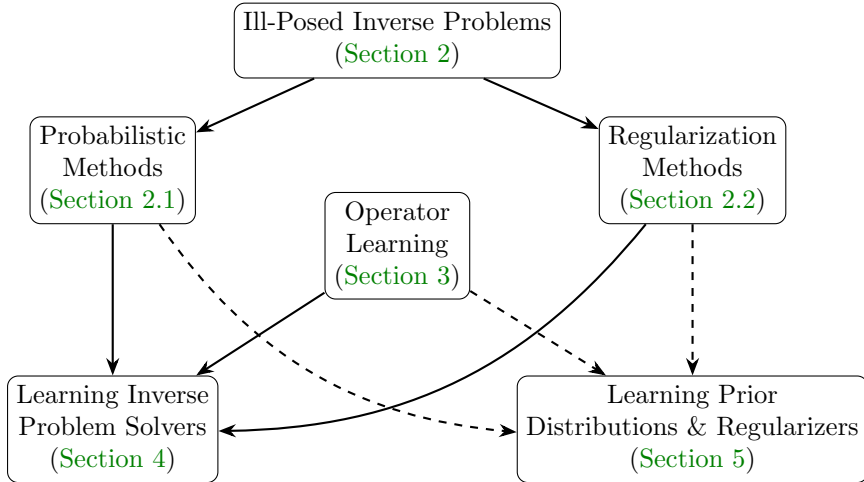 Ill-Posed Inverse Problems
(Section 2)
Probabilistic
Methods
(Section 2.1)
Regularization
Methods
(Section 2.2)
Operator
Learning
(Section 3)
Learning Inverse
Problem Solvers
(Section 4)
Learning Prior
Distributions & Regularizers
(Section 5)